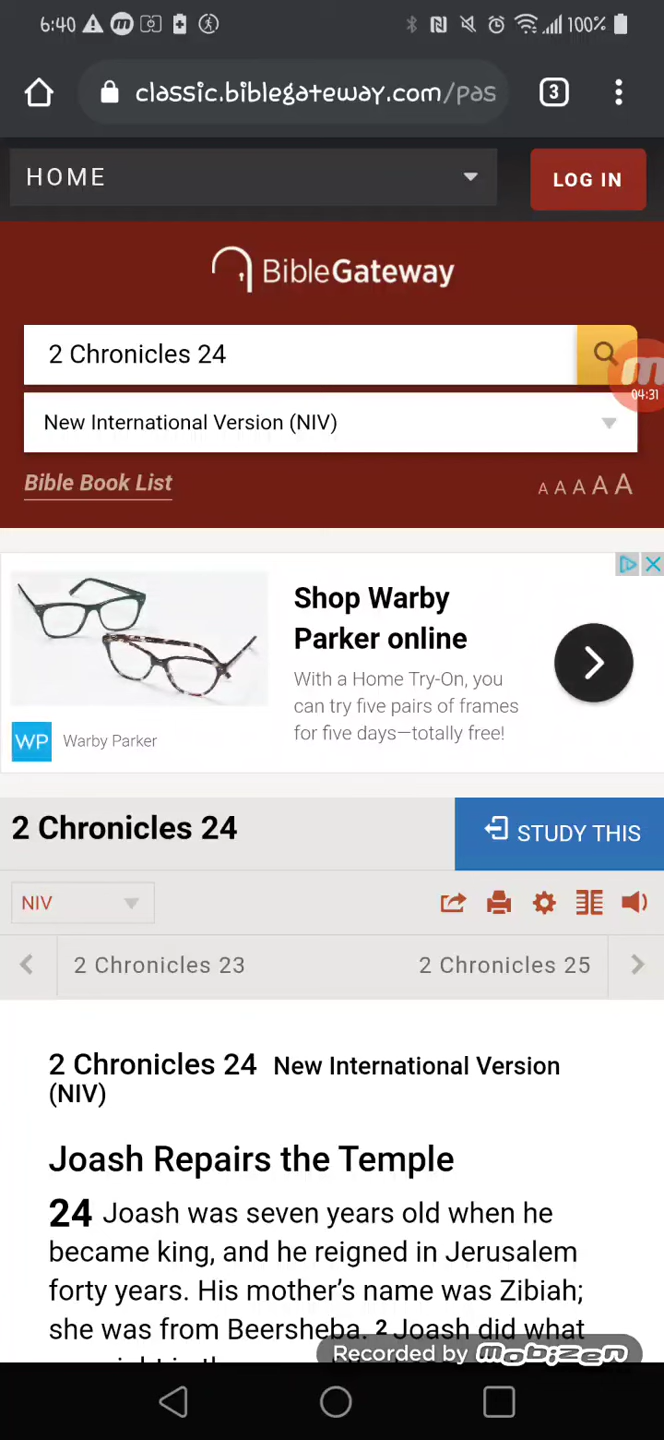 6:40 100%
classic.biblegateway.com/pas 3
HOME LOG IN
BibleGateway
2 Chronicles 24
04:31
New International Version (NIV)
Bible Book List A A A A A
Shop Warby
Parker online
With a Home Try-On, you
can try five pairs of frames
for five days—totally free!
WP Warby Parker
2 Chronicles 24 STUDY THIS
NIV
2 Chronicles 23 2 Chronicles 25
2 Chronicles 24 New International Version
(NIV)
Joash Repairs the Temple
24 Joash was seven years old when he
became king, and he reigned in Jerusalem
forty years. His mother's name was Zibiah;
she was from Beersheba. 2 Joash did what
Recorded by mobizen